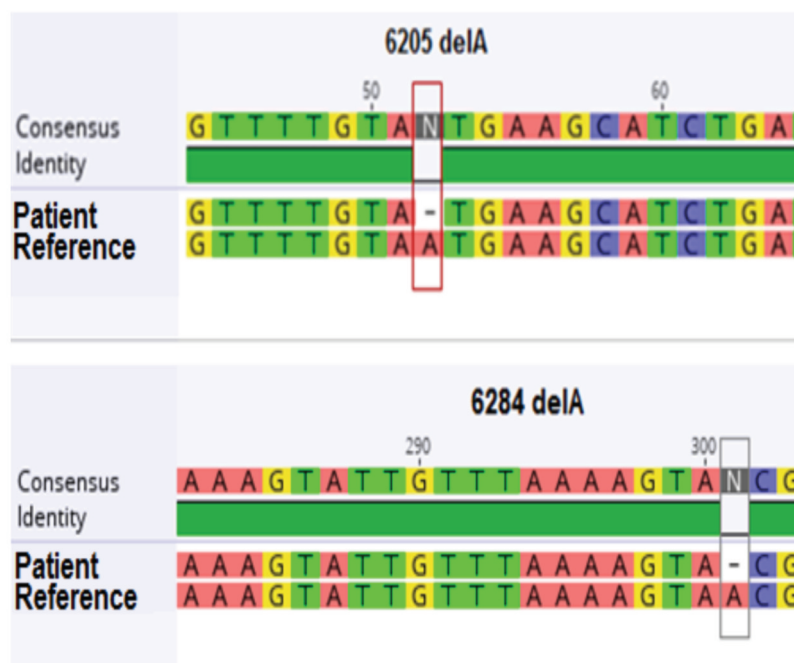 6205 delA
50 60
Consensus G T T T T G T A N T G A A G C A T C T G A
Identity
Patient G T T T T G T A - T G A A G C A T C T G A
Reference G T T T T G T A A T G A A G C A T C T G A
6284 delA
290 300
Consensus A A A G T A T T G T T T A A A A G T A N C G
Identity
Patient A A A G T A T T G T T T A A A A G T A - C G
Reference A A A G T A T T G T T T A A A A G T A A C G